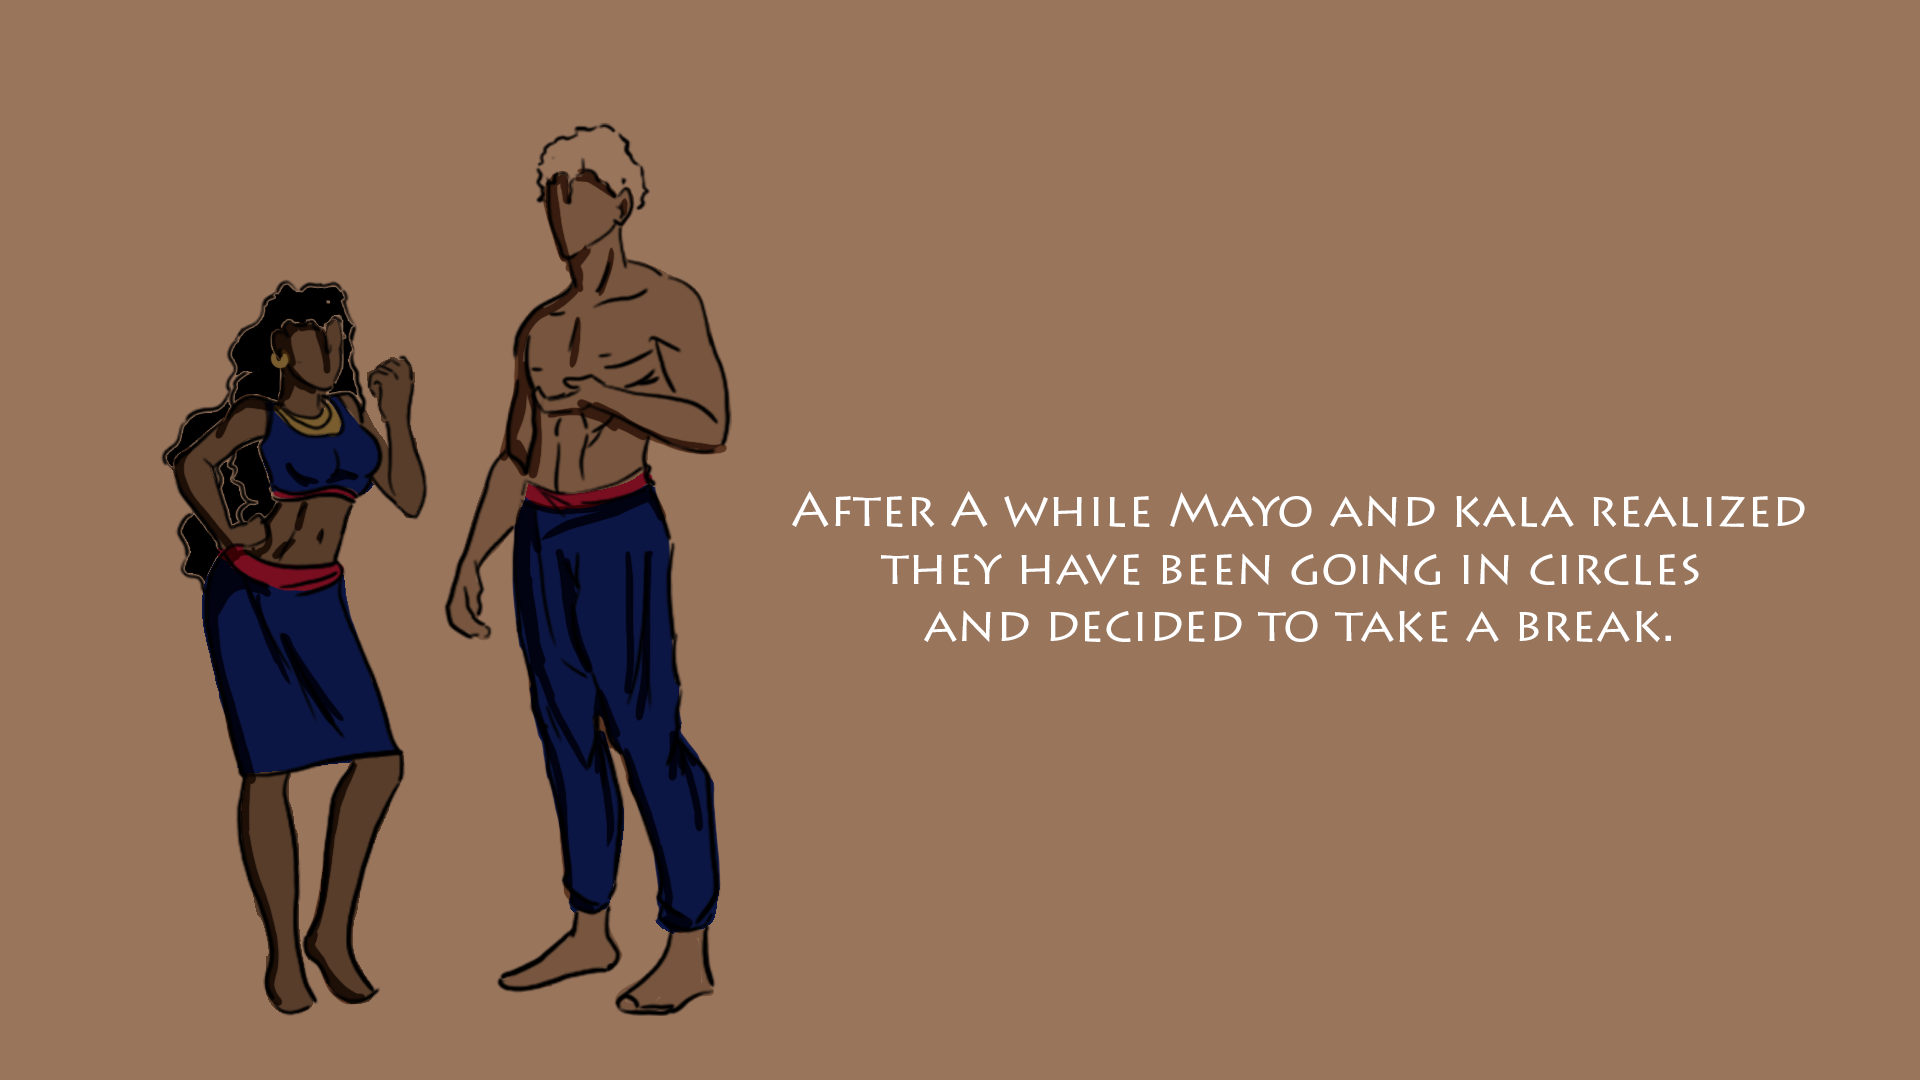 After A while Mayo and kala realized
they have been going in circles
and decided to take a break.